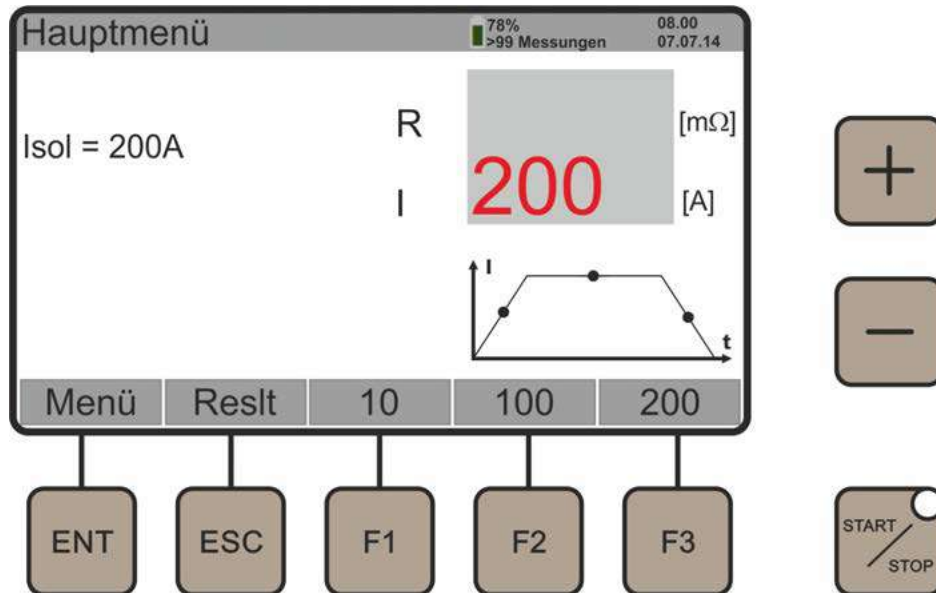 Hauptmenü
78%
>99 Messungen
08.00
07.07.14
Isol = 200A
R
[mΩ]
I
200
[A]
I
t
Menü
Reslt
10
100
200
ENT
ESC
F1
F2
F3
+
−
START
STOP